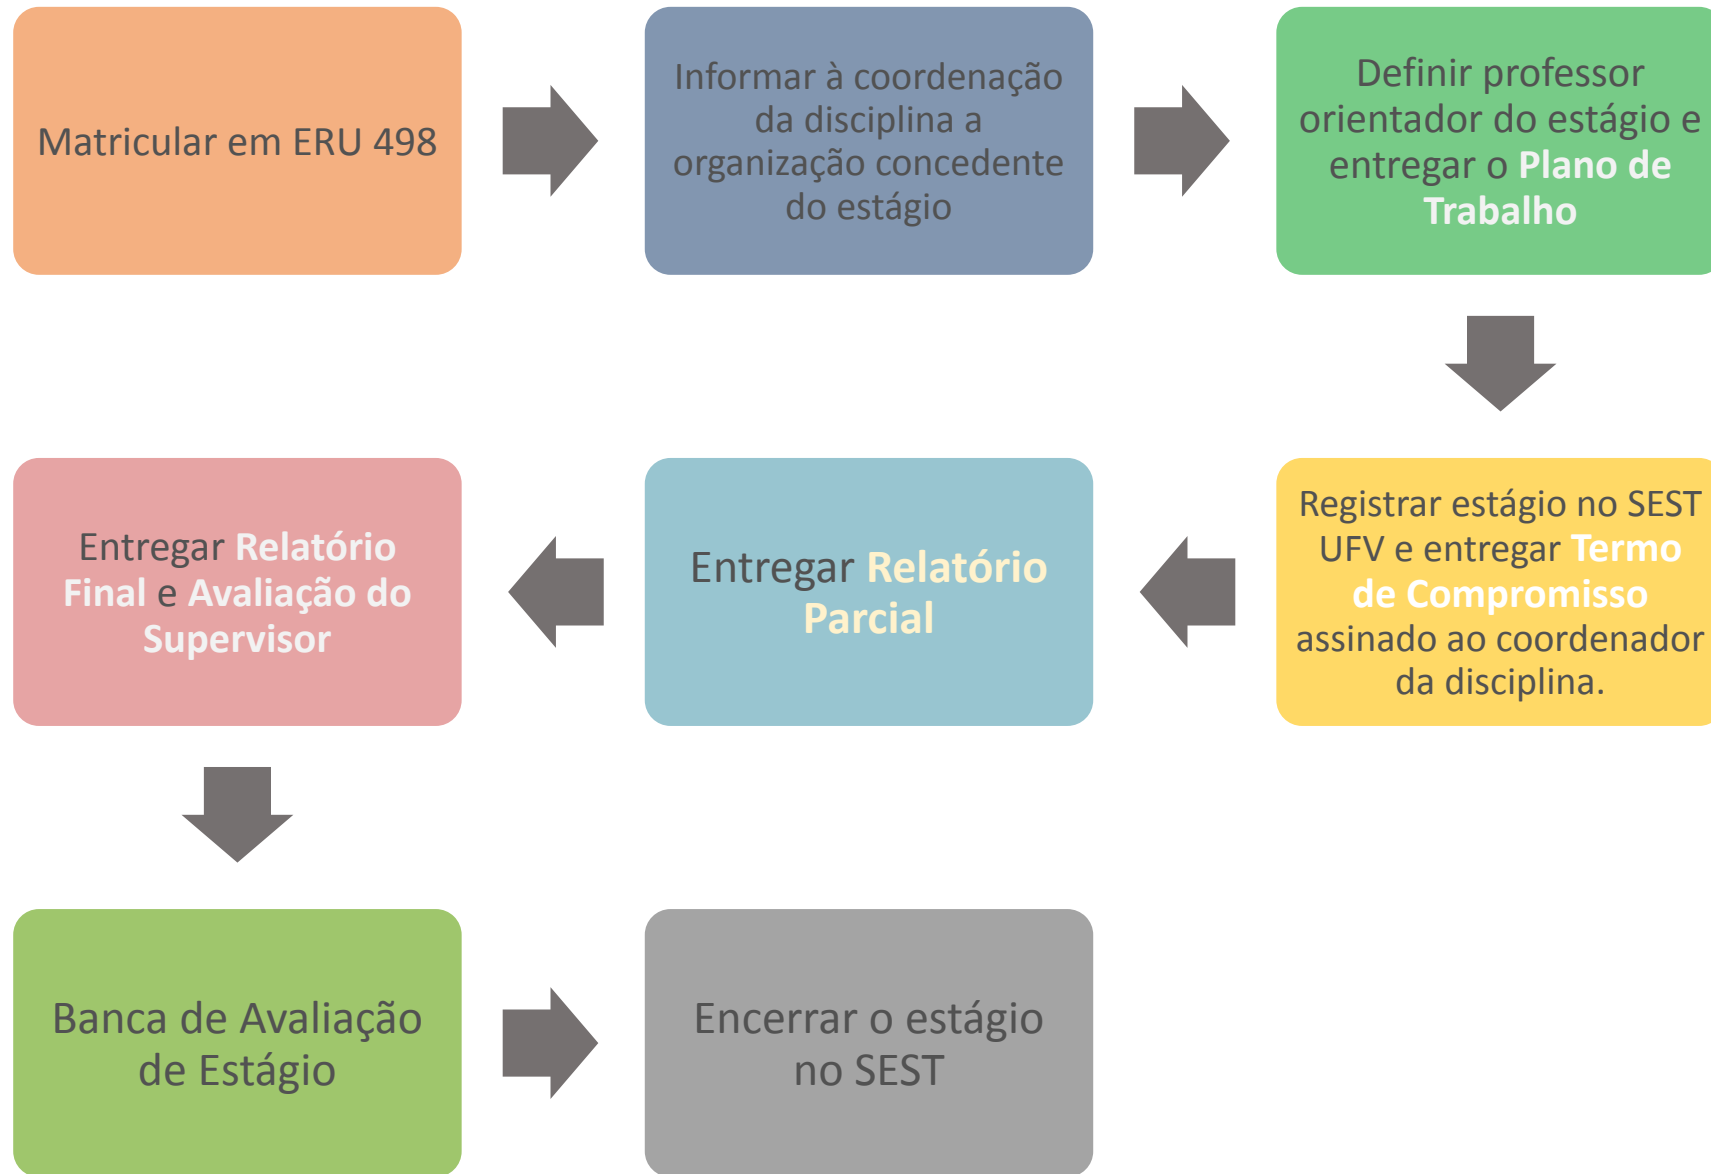 Matricular em ERU 498
Informar à coordenação
da disciplina a
organização concedente
do estágio
Definir professor
orientador do estágio e
entregar o Plano de
Trabalho
Registrar estágio no SEST
UFV e entregar Termo
de Compromisso
assinado ao coordenador
da disciplina.
Entregar Relatório
Parcial
Entregar Relatório
Final e Avaliação do
Supervisor
Banca de Avaliação
de Estágio
Encerrar o estágio
no SEST